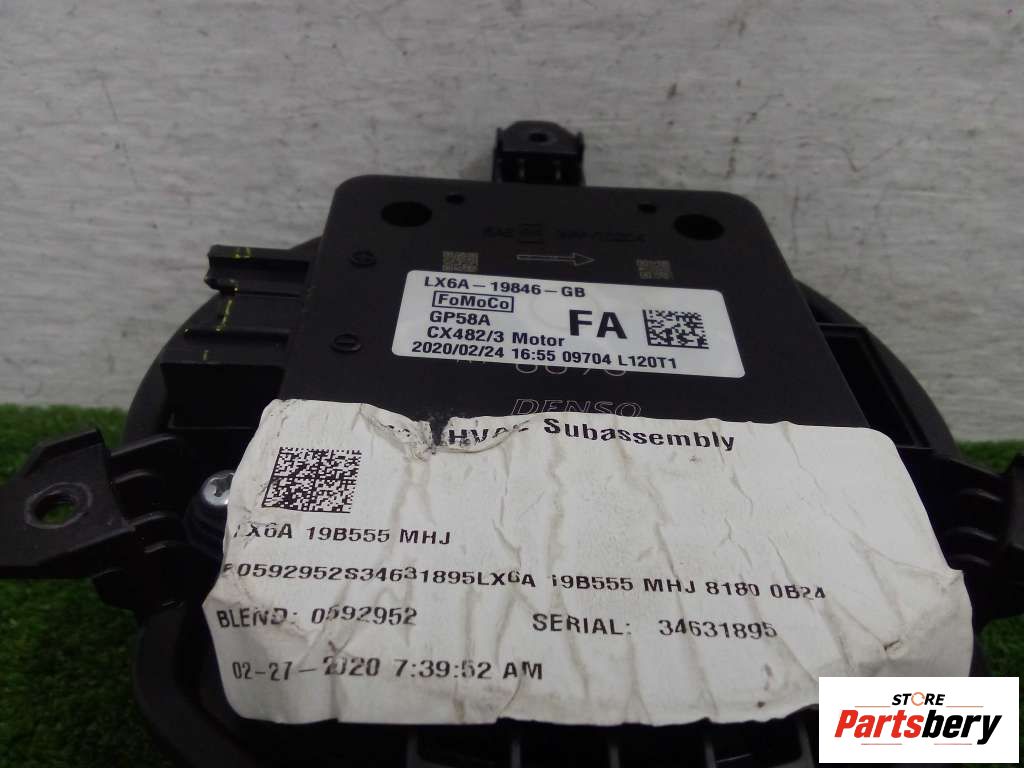 LX6A-19846-GB
FoMoCo
GP58A
FA
CX482/3 Motor
2020/02/24 16:55 09704 L120T1
DENSO
HVAC Subassembly
LX6A 19B555 MHJ
0592952S34631895LX6A 19B555 MHJ 8180 0B24
BLEND: 0592952 SERIAL: 34631895
02-27-2020 7:39:52 AM
STORE
Partsbery